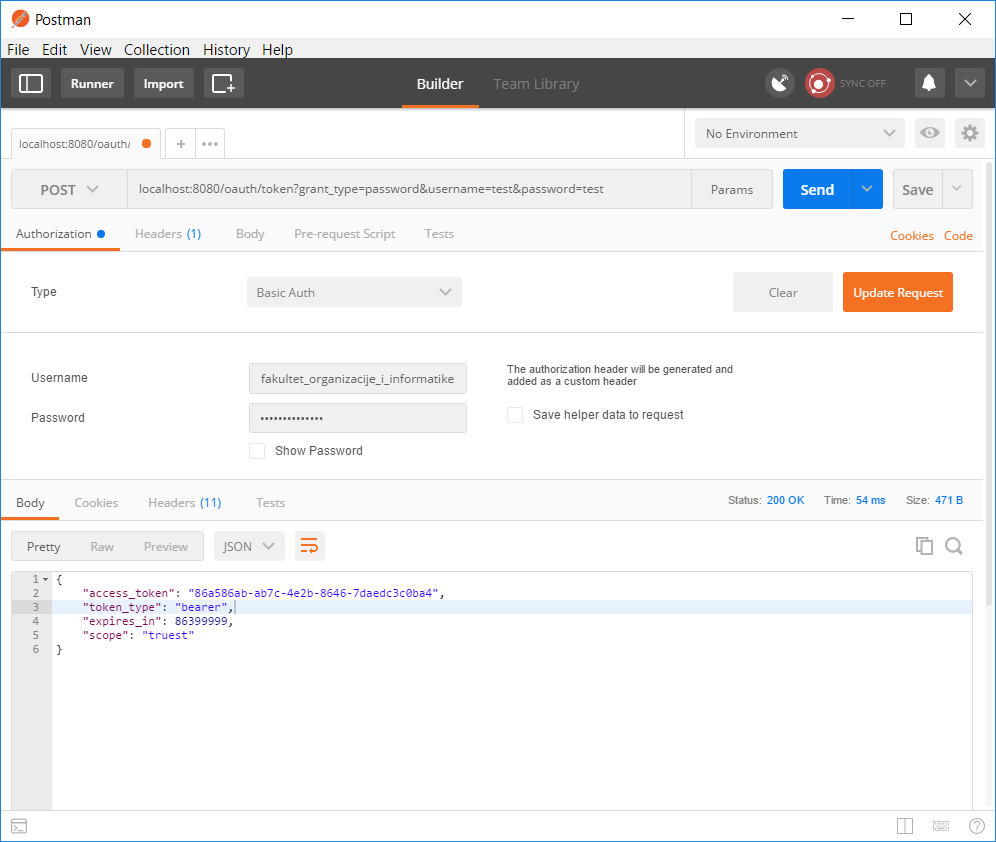 Postman
File Edit View Collection History Help
Runner Import Builder Team Library SYNC OFF
localhost:8080/oauth/ + ••• No Environment
POST localhost:8080/oauth/token?grant_type=password&username=test&password=test Params Send Save
Authorization Headers (1) Body Pre-request Script Tests Cookies Code
Type Basic Auth Clear Update Request
Username fakultet_organizacije_i_informatike The authorization header will be generated and
added as a custom header
Password •••••••••••••• Save helper data to request
Show Password
Body Cookies Headers (11) Tests Status: 200 OK Time: 54 ms Size: 471 B
Pretty Raw Preview JSON
1 {
2 "access_token": "86a586ab-ab7c-4e2b-8646-7daedc3c0ba4",
3 "token_type": "bearer",
4 "expires_in": 86399999,
5 "scope": "truest"
6 }